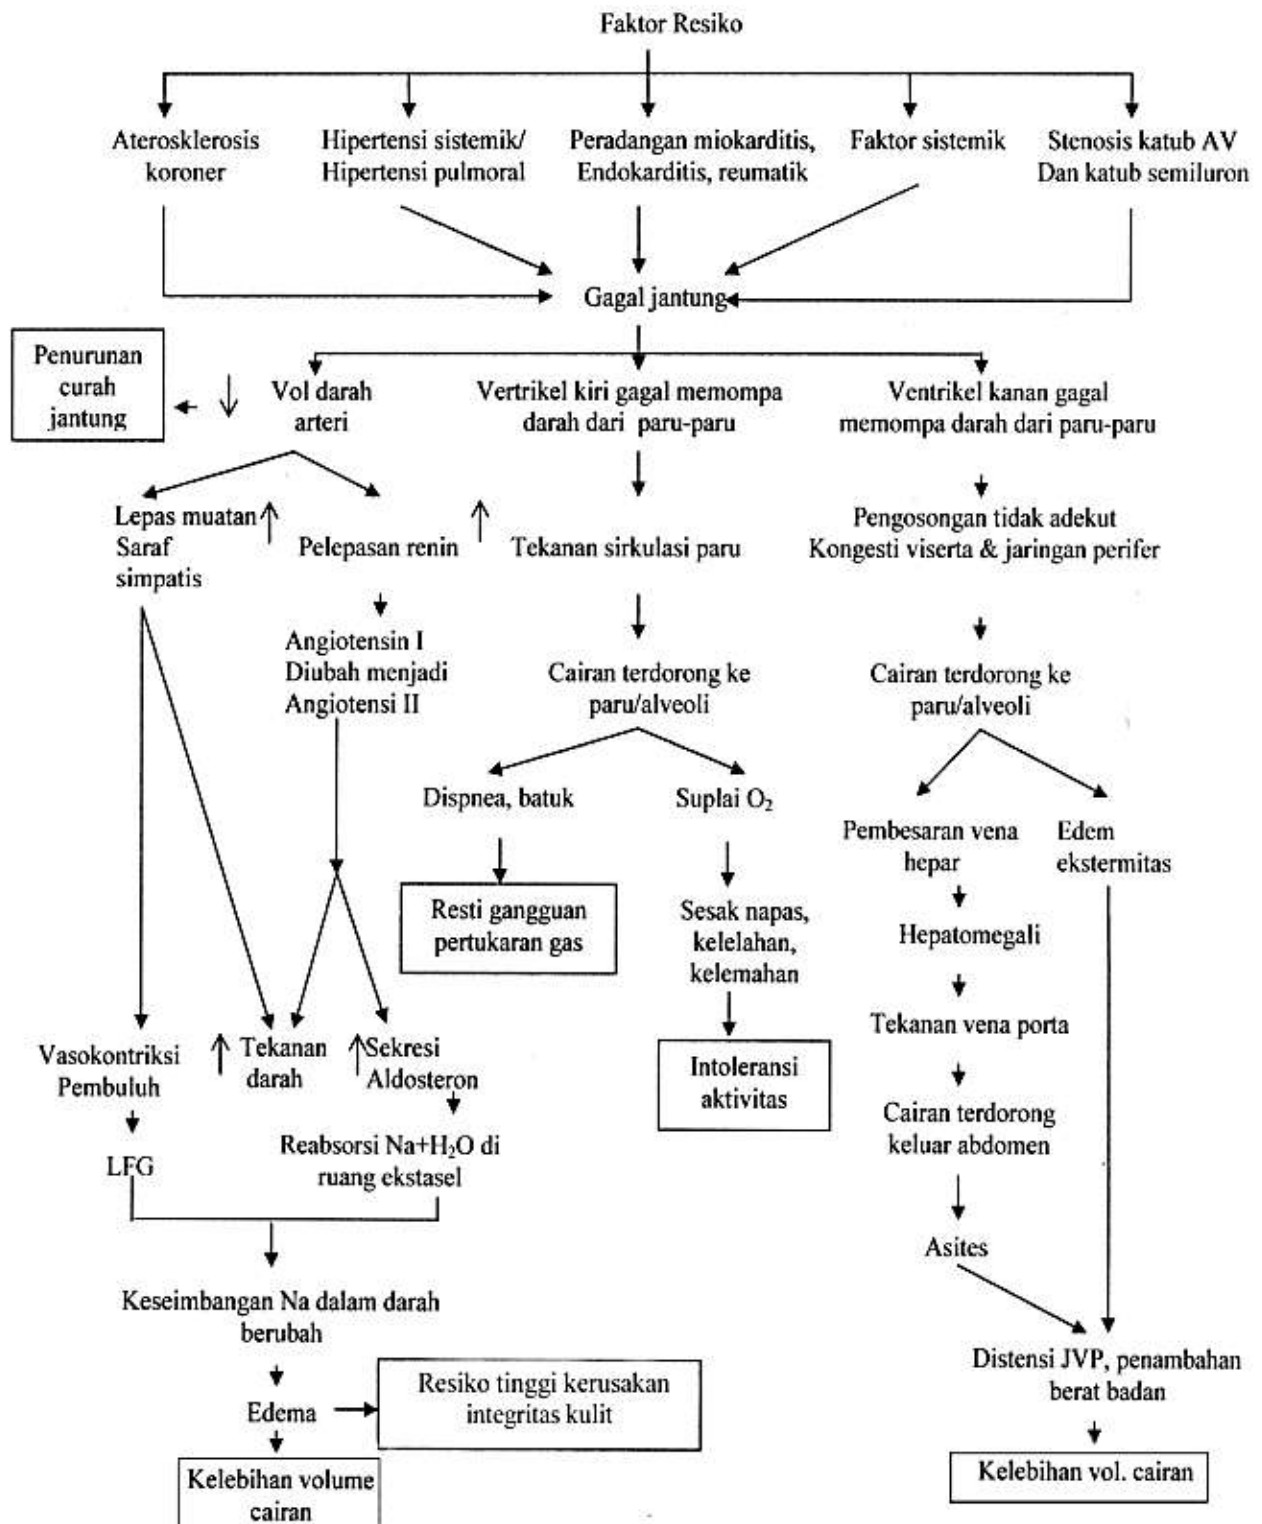 Faktor Resiko
Aterosklerosis
koroner
Hipertensi sistemik/
Hipertensi pulmoral
Peradangan miokarditis,
Endokarditis, reumatik
Faktor sistemik
Stenosis katub AV
Dan katub semiluron
Gagal jantung
Penurunan
curah
jantung
Vol darah
arteri
Vertrikel kiri gagal memompa
darah dari paru-paru
Ventrikel kanan gagal
memompa darah dari paru-paru
Lepas muatan
Saraf
simpatis
Pelepasan renin
Tekanan sirkulasi paru
Pengosongan tidak adekut
Kongesti viserta & jaringan perifer
Angiotensin I
Diubah menjadi
Angiotensi II
Cairan terdorong ke
paru/alveoli
Cairan terdorong ke
paru/alveoli
Dispnea, batuk
Suplai O₂
Pembesaran vena
hepar
Edem
ekstermitas
Resti gangguan
pertukaran gas
Sesak napas,
kelelahan,
kelemahan
Hepatomegali
Tekanan vena porta
Vasokontriksi
Pembuluh
Tekanan
darah
Sekresi
Aldosteron
Intoleransi
aktivitas
Cairan terdorong
keluar abdomen
LFG
Reabsorsi Na+H₂O di
ruang ekstasel
Asites
Keseimbangan Na dalam darah
berubah
Distensi JVP, penambahan
berat badan
Edema
Resiko tinggi kerusakan
integritas kulit
Kelebihan volume
cairan
Kelebihan vol. cairan